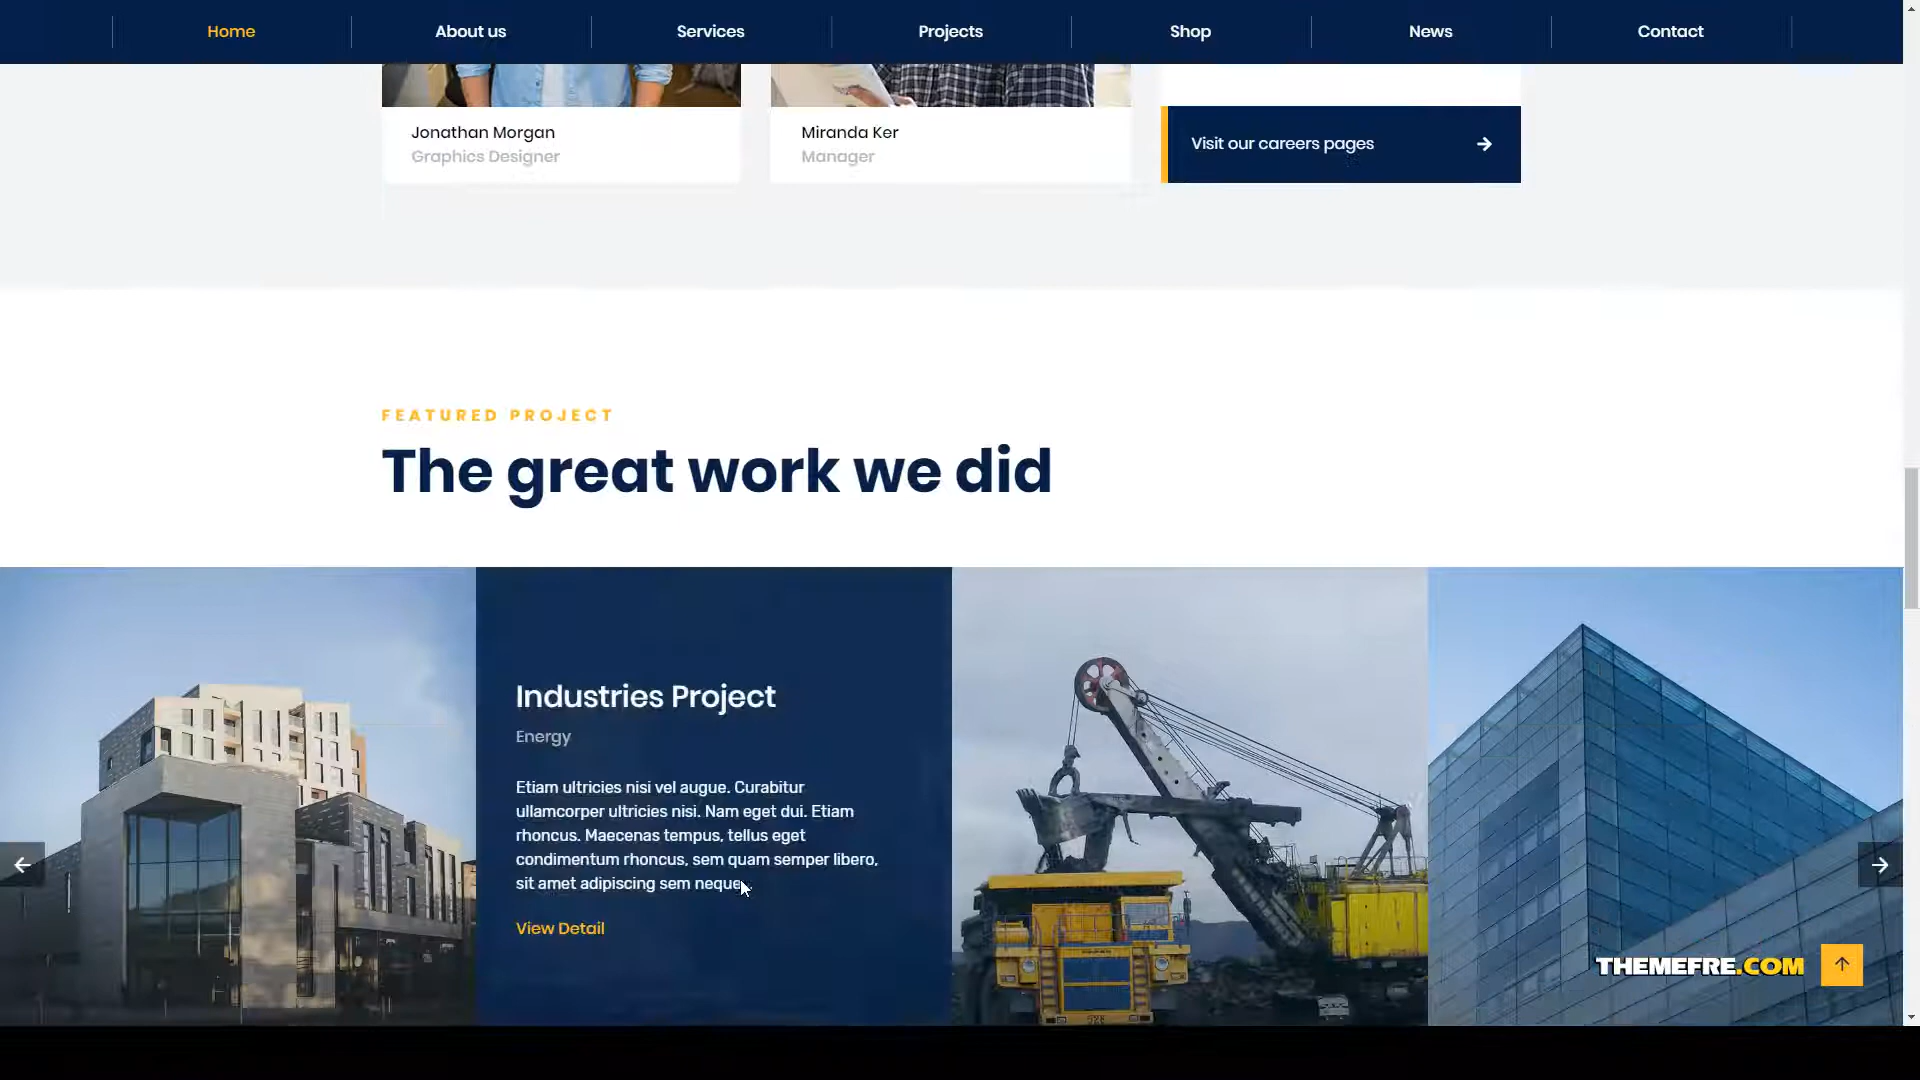 Home
About us
Services
Projects
Shop
News
Contact
Jonathan Morgan
Graphics Designer
Miranda Ker
Manager
Visit our careers pages
FEATURED PROJECT
The great work we did
Industries Project
Energy
Etiam ultricies nisi vel augue. Curabitur
ullamcorper ultricies nisi. Nam eget dui. Etiam
rhoncus. Maecenas tempus, tellus eget
condimentum rhoncus, sem quam semper libero,
sit amet adipiscing sem neque
View Detail
THEMEFRE.COM